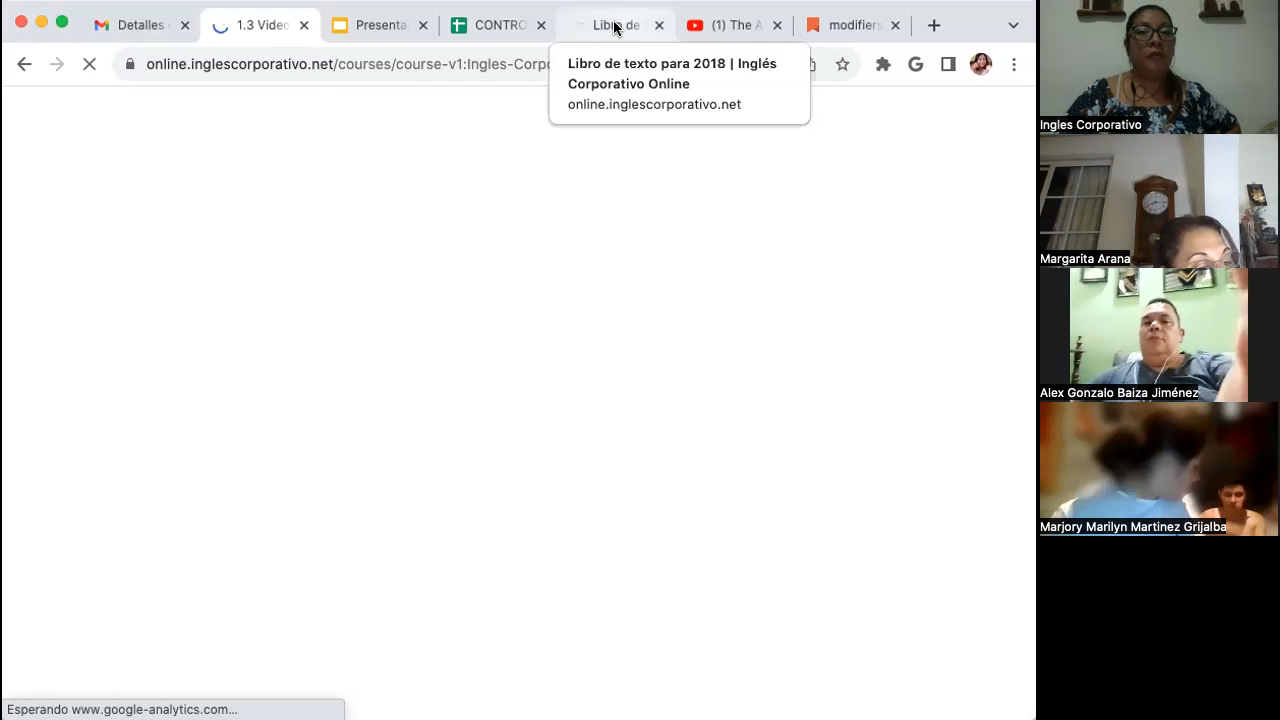 Detalles
1.3 Video
Presenta
CONTRO
Libro de
(1) The A
modifiers
online.inglescorporativo.net/courses/course-v1:Ingles-Corp
Libro de texto para 2018 | Inglés
Corporativo Online
online.inglescorporativo.net
Esperando www.google-analytics.com...
Ingles Corporativo
Margarita Arana
Alex Gonzalo Baiza Jiménez
Marjory Marilyn Martinez Grijalba